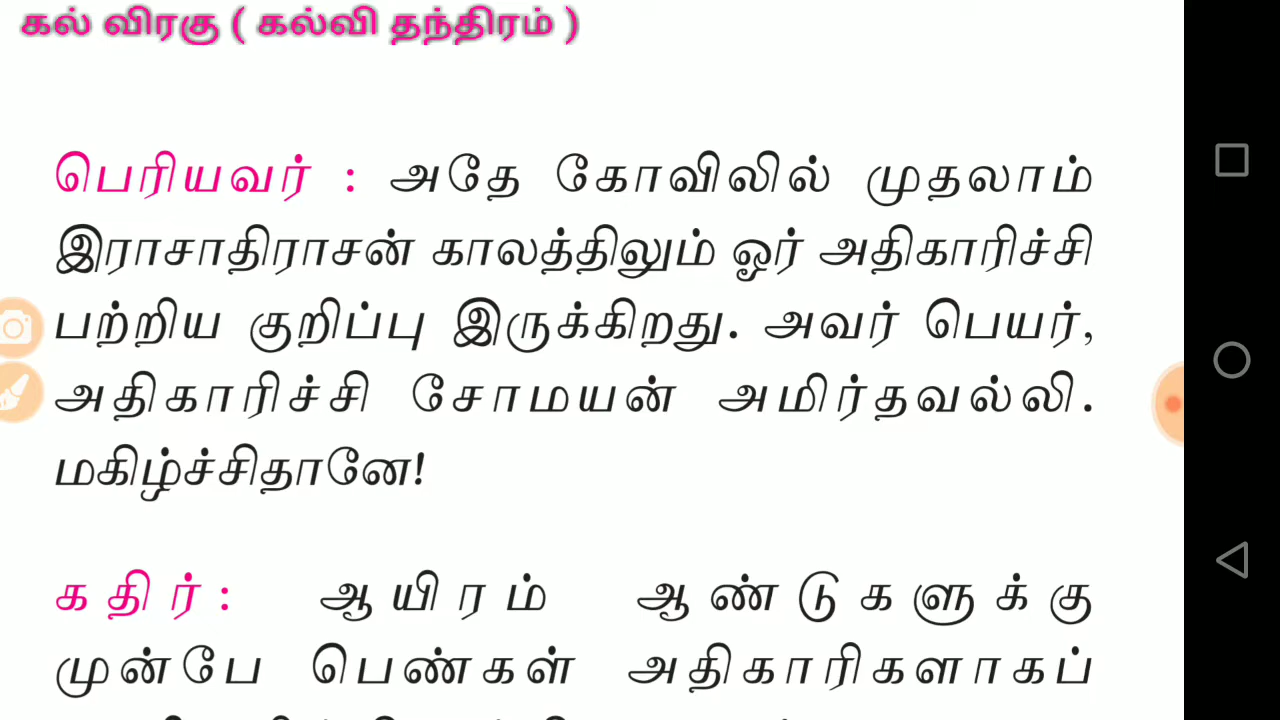 கல் விரகு ( கல்வி தந்திரம் )
பெரியவர் : அதே கோவிலில் முதலாம்
இராசாதிராசன் காலத்திலும் ஓர் அதிகாரிச்சி
பற்றிய குறிப்பு இருக்கிறது. அவர் பெயர்,
அதிகாரிச்சி சோமயன் அமிர்தவல்லி.
மகிழ்ச்சிதானே!
கதிர்: ஆயிரம் ஆண்டுகளுக்கு
முன்பே பெண்கள் அதிகாரிகளாகப்